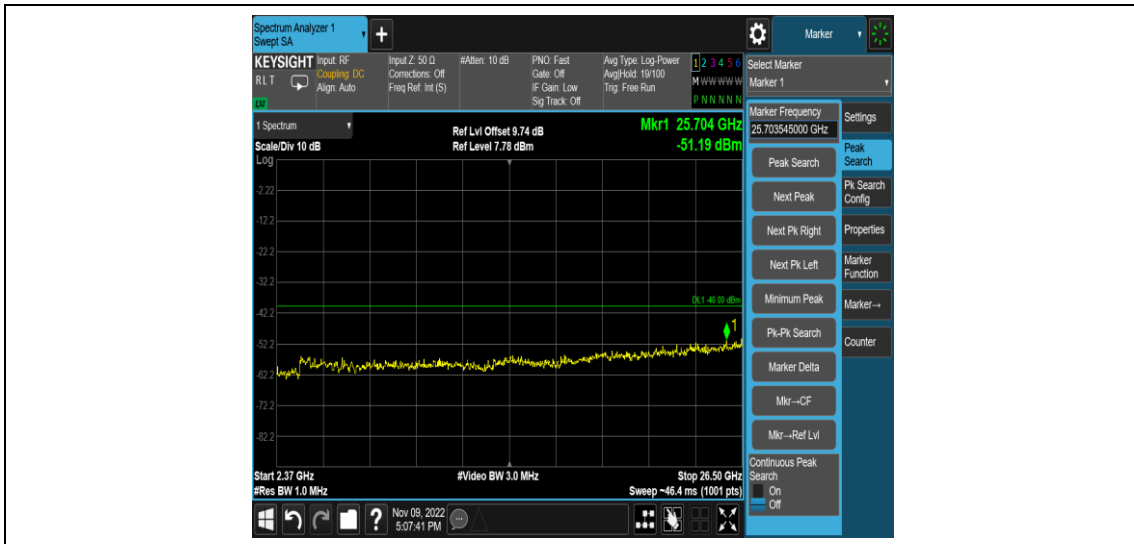 Spectrum Analyzer 1
Swept SA
+
Marker
KEYSIGHT
RLT
LXI
Input: RF
Coupling: DC
Align: Auto
Input Z: 50 Ω
Corrections: Off
Freq Ref: Int (S)
#Atten: 10 dB
PNO: Fast
Gate: Off
IF Gain: Low
Sig Track: Off
Avg Type: Log-Power
Avg|Hold: 19/100
Trig: Free Run
1 2 3 4 5 6
M W W W W W
P N N N N N
Select Marker
Marker 1
1 Spectrum
Scale/Div 10 dB
Log
Ref Lvl Offset 9.74 dB
Ref Level 7.78 dBm
Mkr1 25.704 GHz
-51.19 dBm
-2.22
-12.2
-22.2
-32.2
-42.2
-52.2
-62.2
-72.2
-82.2
DL1 -40.00 dBm
1
Start 2.37 GHz
#Res BW 1.0 MHz
#Video BW 3.0 MHz
Stop 26.50 GHz
Sweep ~46.4 ms (1001 pts)
Marker Frequency
25.703545000 GHz
Peak Search
Next Peak
Next Pk Right
Next Pk Left
Minimum Peak
Pk-Pk Search
Marker Delta
Mkr→CF
Mkr→Ref Lvl
Continuous Peak
Search
On
Off
Settings
Peak
Search
Pk Search
Config
Properties
Marker
Function
Marker→
Counter
?
Nov 09, 2022
5:07:41 PM